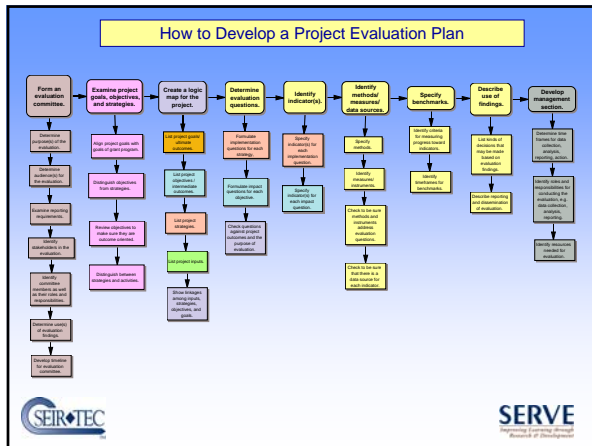 How to Develop a Project Evaluation Plan
Form an
evaluation
committee.
Determine
purpose(s) of the
evaluation.
Determine
audience(s) for the
evaluation.
Examine reporting
requirements.
Identify
stakeholders in the
evaluation.
Identify
committee
members as well
as their roles and
responsibilities.
Determine use(s)
of evaluation
findings.
Develop timeline
for evaluation
committee.
Examine project
goals, objectives,
and strategies.
Align project goals with
goals of grant program.
Distinguish objectives
from strategies.
Review objectives to
make sure they are
outcome oriented.
Distinguish between
strategies and activities.
Create a logic
map for the
project.
List project goals/
ultimate
outcomes.
List project
objectives /
intermediate
outcomes.
List project
strategies.
List project inputs.
Show linkages
among inputs,
strategies,
objectives, and
goals.
Determine
evaluation
questions.
Formulate
implementation
questions for each
strategy.
Formulate impact
questions for each
objective.
Check questions
against project
outcomes and the
purpose of
evaluation.
Identify
indicator(s).
Specify
indicator(s) for
each
implementation
question.
Specify
indicator(s) for
each impact
question.
Identify
methods/
measures/
data sources.
Specify
methods.
Identify
measures/
instruments.
Check to be sure
methods and
instruments
address
evaluation
questions.
Check to be sure
that there is a
data source for
each indicator.
Specify
benchmarks.
Identify criteria
for measuring
progress toward
indicators.
Identify
timeframes for
benchmarks.
Describe
use of
findings.
List kinds of
decisions that
may be made
based on
evaluation
findings.
Describe reporting
and dissemination
of evaluation.
Develop
management
section.
Determine time
frames for data
collection,
analysis,
reporting, action.
Identify roles and
responsibilities for
conducting the
evaluation, e.g.
data collection,
analysis,
reporting.
Identify resources
needed for
evaluation.
SEIR TEC
TM
SERVE
Improving Learning through
Research & Development